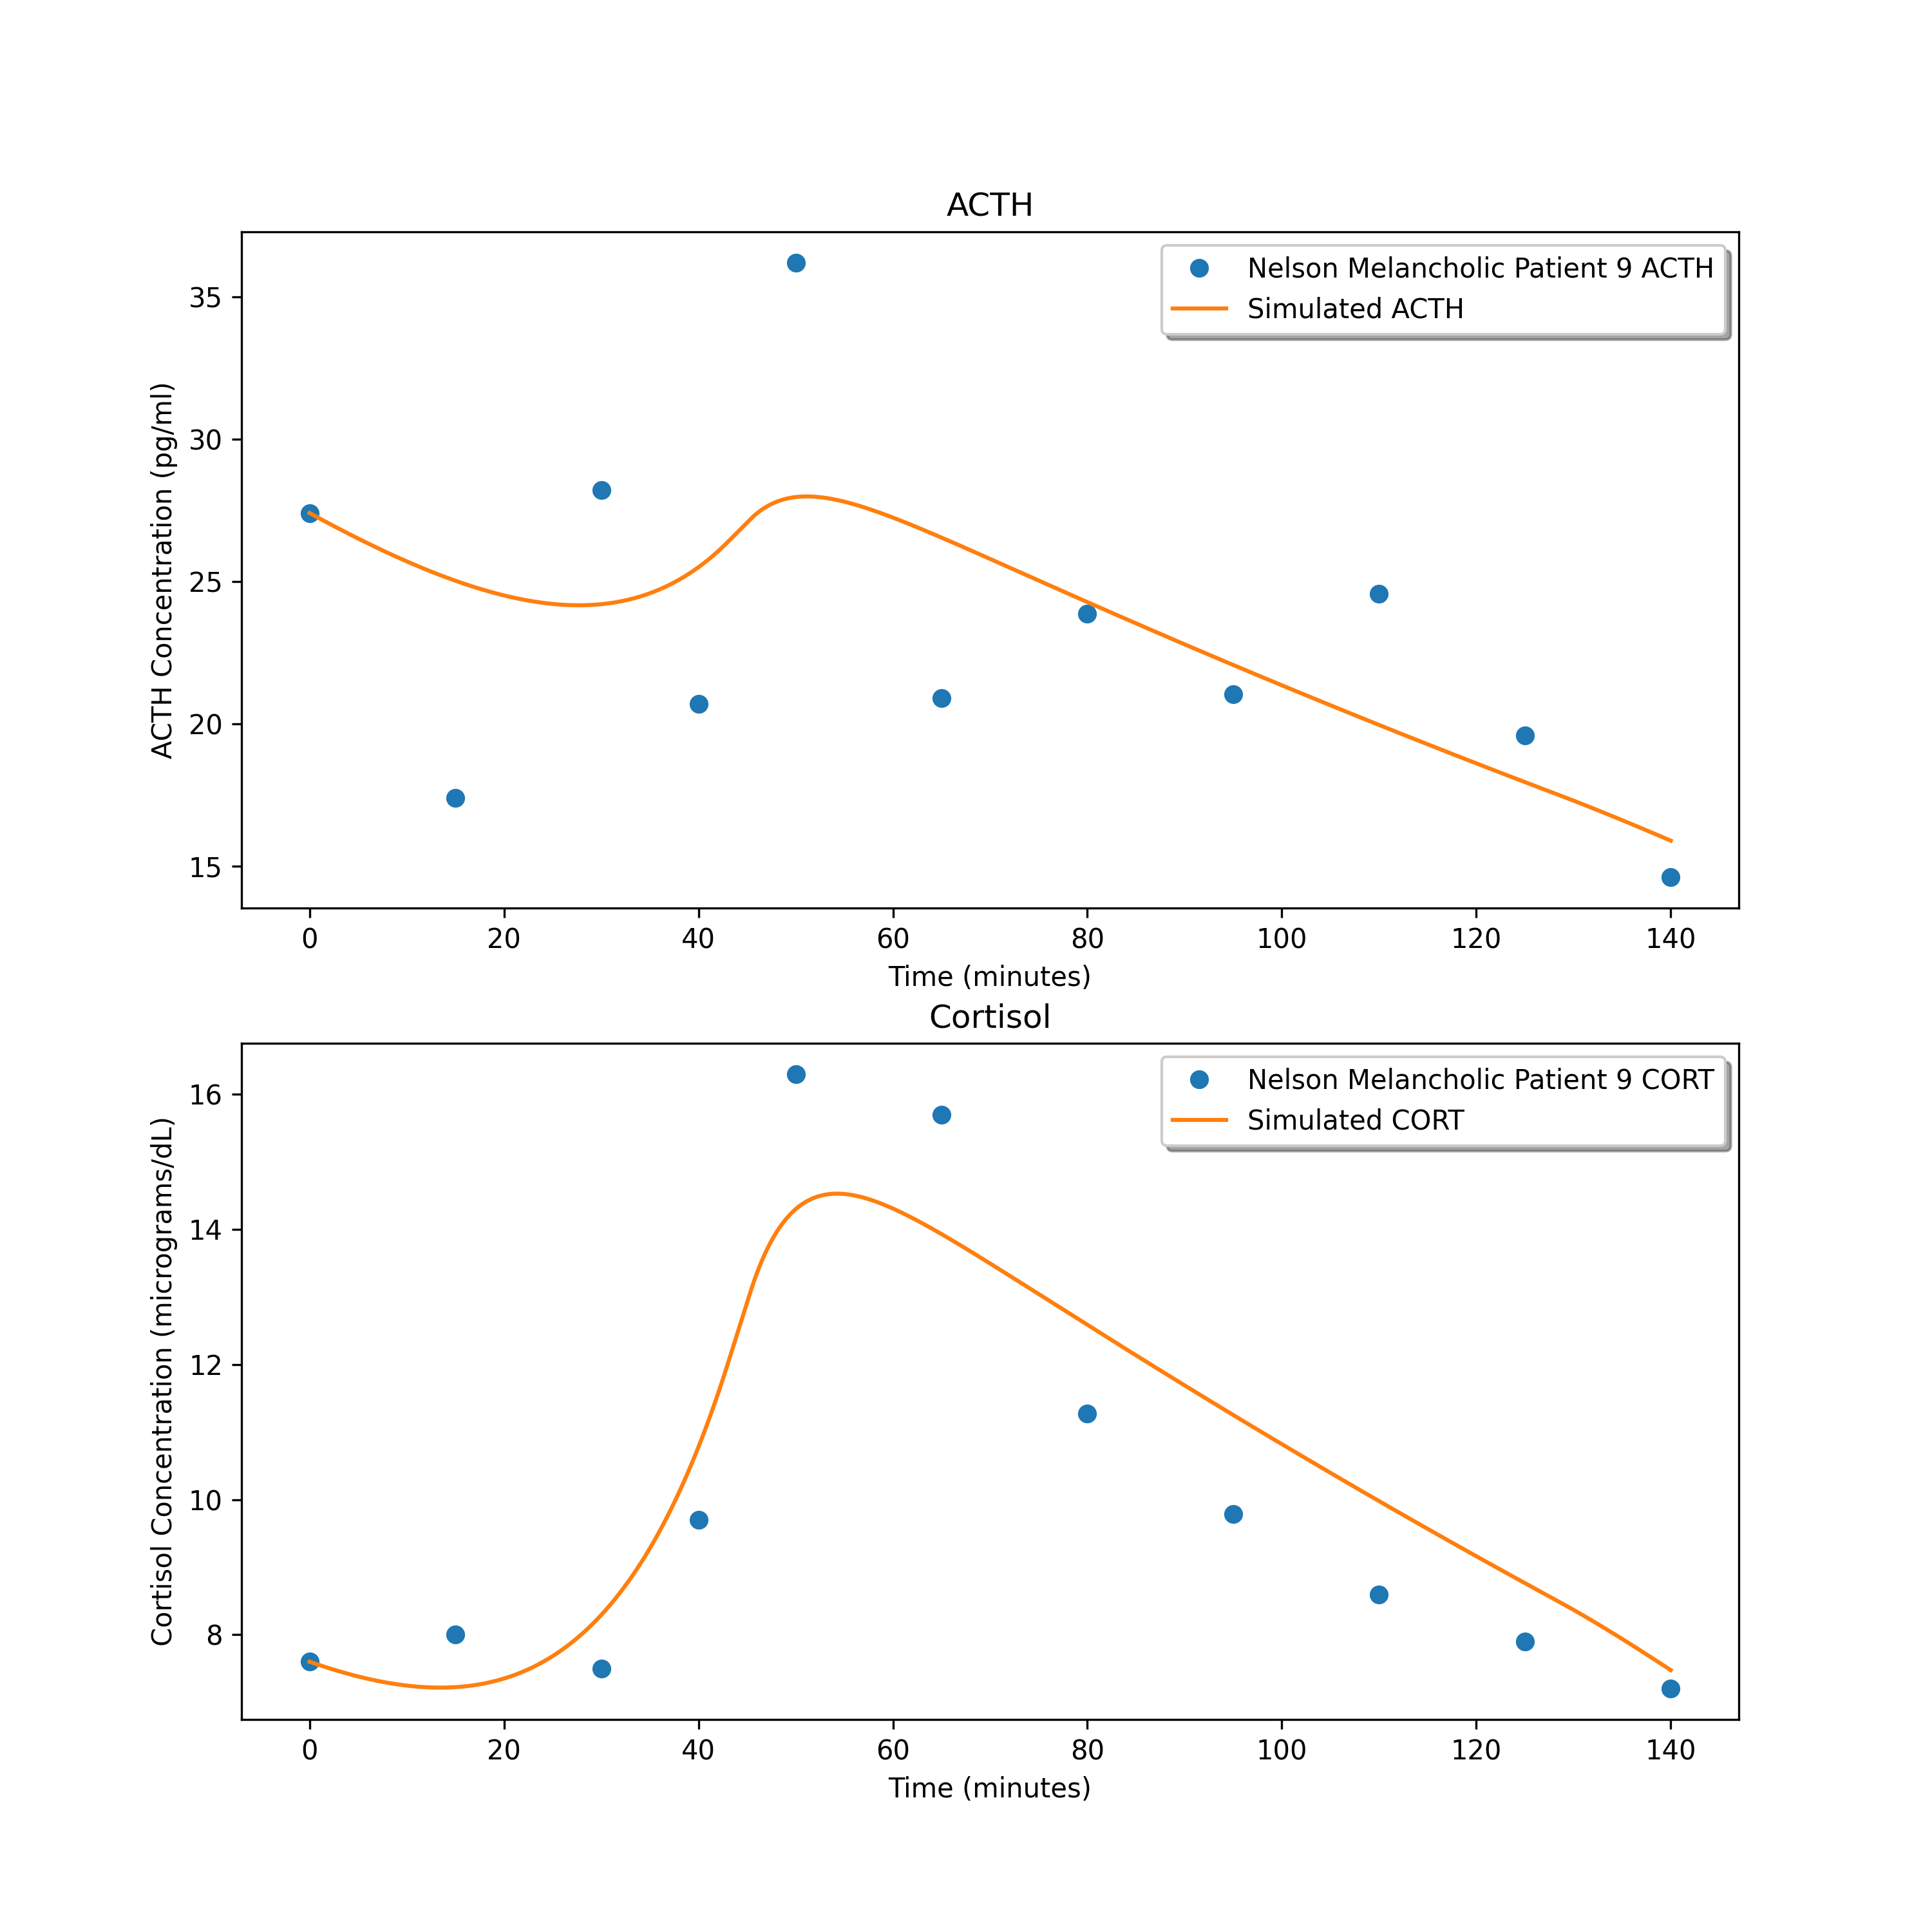 ACTH
Nelson Melancholic Patient 9 ACTH
Simulated ACTH
ACTH Concentration (pg/ml)
35
30
25
20
15
0 20 40 60 80 100 120 140
Time (minutes)
Cortisol
Nelson Melancholic Patient 9 CORT
Simulated CORT
Cortisol Concentration (micrograms/dL)
16
14
12
10
8
0 20 40 60 80 100 120 140
Time (minutes)